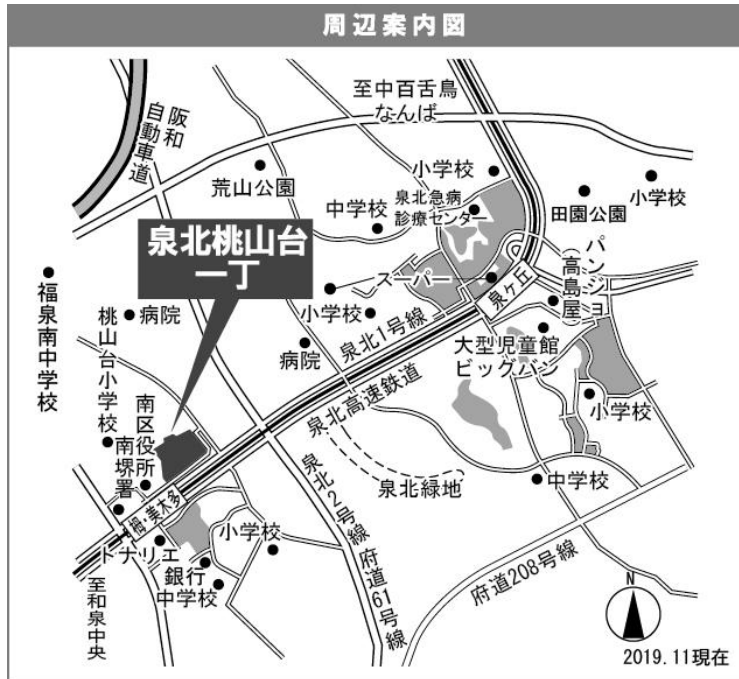 周辺案内図
至中百舌鳥
なんば
阪和
自動車道
小学校
荒山公園
泉北急病
診療センター
中学校
小学校
田園公園
泉北桃山台
一丁
パンジョ
(高島屋)
スーパー
泉ヶ丘
福泉南中学校
桃山台小学校
病院
小学校
病院
泉北1号線
大型児童館
ビッグバン
泉北高速鉄道
小学校
南区役所
南堺署
泉北2号線
府道61号線
泉北緑地
中学校
栂・美木多
トナリエ
銀行
中学校
小学校
府道208号線
至和泉中央
N
2019.11現在